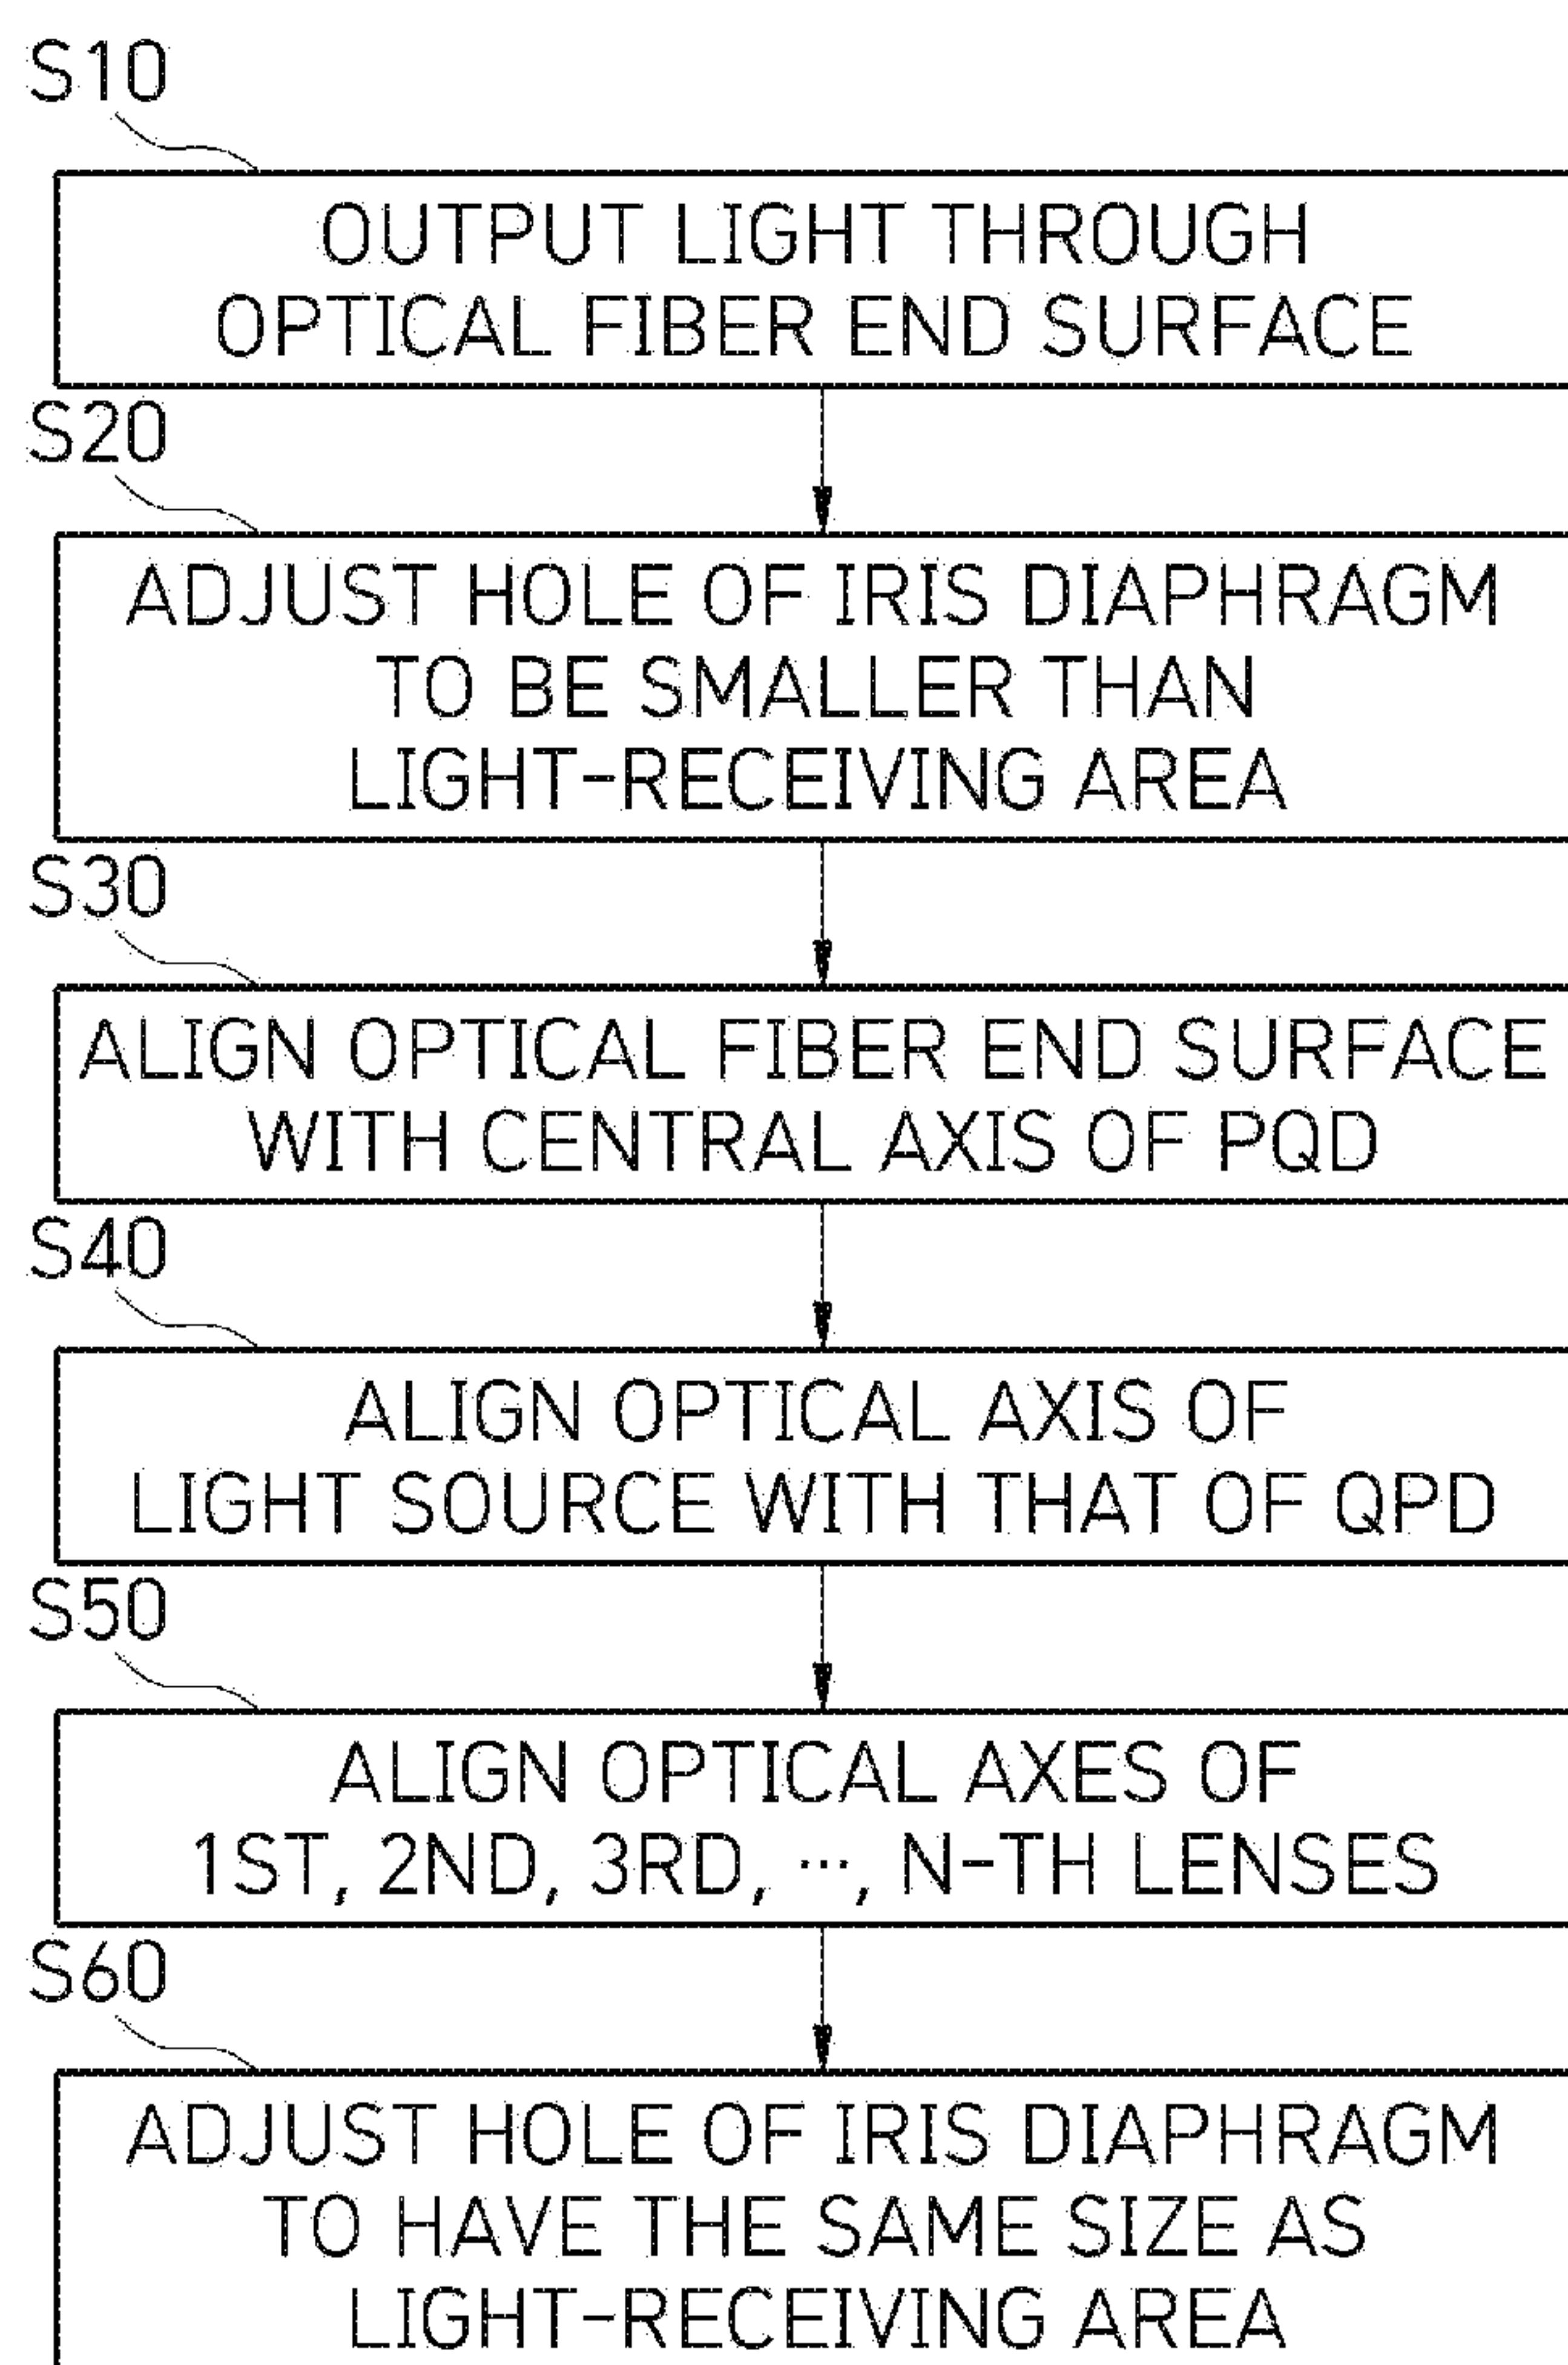 S10
OUTPUT LIGHT THROUGH
OPTICAL FIBER END SURFACE
S20
ADJUST HOLE OF IRIS DIAPHRAGM
TO BE SMALLER THAN
LIGHT-RECEIVING AREA
S30
ALIGN OPTICAL FIBER END SURFACE
WITH CENTRAL AXIS OF PQD
S40
ALIGN OPTICAL AXIS OF
LIGHT SOURCE WITH THAT OF QPD
S50
ALIGN OPTICAL AXES OF
1ST, 2ND, 3RD, ···, N-TH LENSES
S60
ADJUST HOLE OF IRIS DIAPHRAGM
TO HAVE THE SAME SIZE AS
LIGHT-RECEIVING AREA